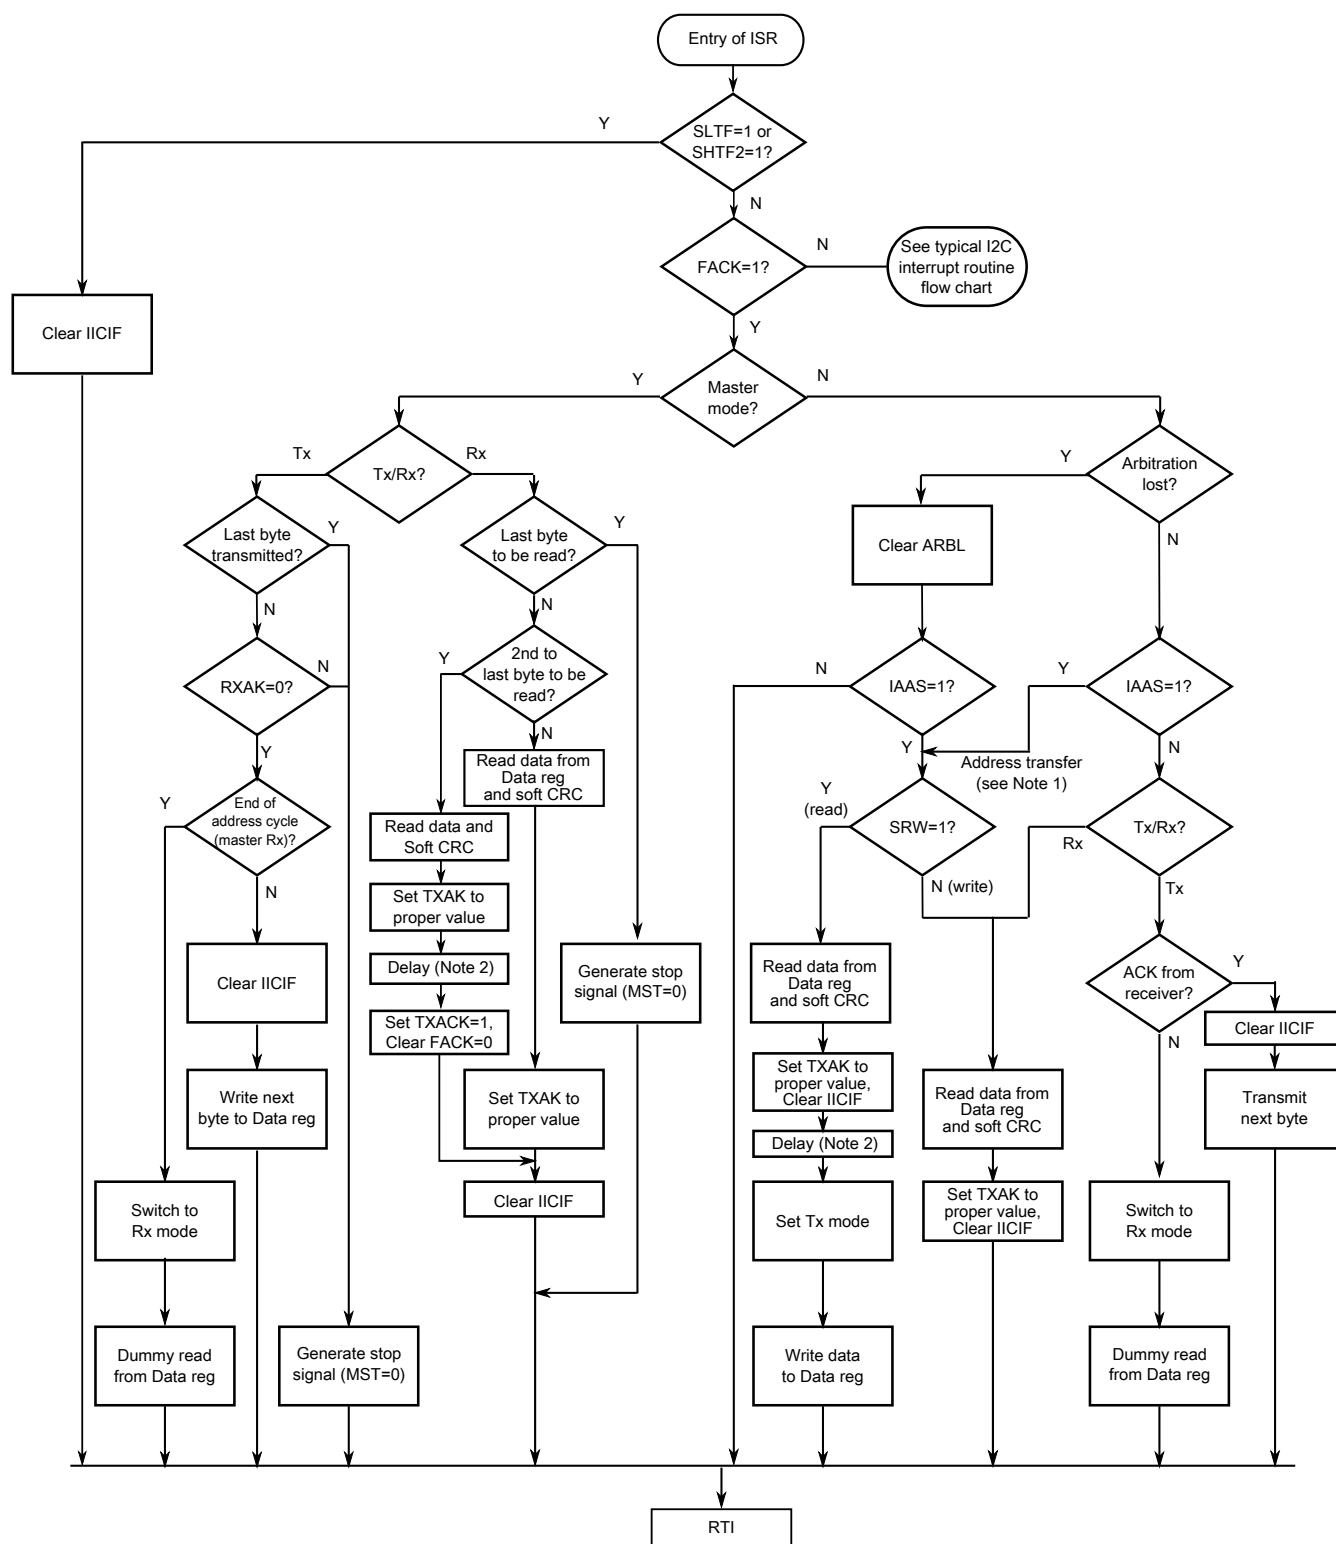 Entry of ISR
Y
SLTF=1 or
SHTF2=1?
N
FACK=1?
N
See typical I2C
interrupt routine
flow chart
Clear IICIF
Y
Y
Master
mode?
N
Tx
Tx/Rx?
Rx
Y
Arbitration
lost?
Last byte
transmitted?
Y
Last byte
to be read?
Y
Clear ARBL
N
N
N
RXAK=0?
N
Y
2nd to
last byte to be
read?
N
IAAS=1?
Y
IAAS=1?
Y
N
Read data from
Data reg
and soft CRC
Y
Address transfer
(see Note 1)
N
Y
End of
address cycle
(master Rx)?
Read data and
Soft CRC
Y
(read)
SRW=1?
Rx
Tx/Rx?
N
Set TXAK to
proper value
N (write)
Tx
Clear IICIF
Delay (Note 2)
Generate stop
signal (MST=0)
Read data from
Data reg
and soft CRC
ACK from
receiver?
Y
Set TXACK=1,
Clear FACK=0
N
Clear IICIF
Write next
byte to Data reg
Set TXAK to
proper value
Set TXAK to
proper value,
Clear IICIF
Read data from
Data reg
and soft CRC
Transmit
next byte
Delay (Note 2)
Switch to
Rx mode
Clear IICIF
Set Tx mode
Set TXAK to
proper value,
Clear IICIF
Switch to
Rx mode
Dummy read
from Data reg
Generate stop
signal (MST=0)
Write data
to Data reg
Dummy read
from Data reg
RTI